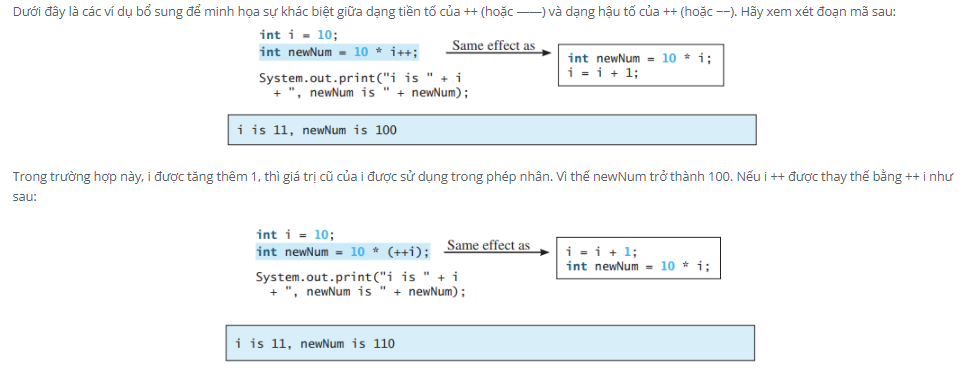 Dưới đây là các ví dụ bổ sung để minh họa sự khác biệt giữa dạng tiền tố của ++ (hoặc ——) và dạng hậu tố của ++ (hoặc −−). Hãy xem xét đoạn mã sau:
int i = 10;
int newNum = 10 * i++;
Same effect as
int newNum = 10 * i;
i = i + 1;
System.out.print("i is " + i
+ ", newNum is " + newNum);
i is 11, newNum is 100
Trong trường hợp này, i được tăng thêm 1, thì giá trị cũ của i được sử dụng trong phép nhân. Vì thế newNum trở thành 100. Nếu i ++ được thay thế bằng ++ i như
sau:
int i = 10;
int newNum = 10 * (++i);
Same effect as
i = i + 1;
int newNum = 10 * i;
System.out.print("i is " + i
+ ", newNum is " + newNum);
i is 11, newNum is 110